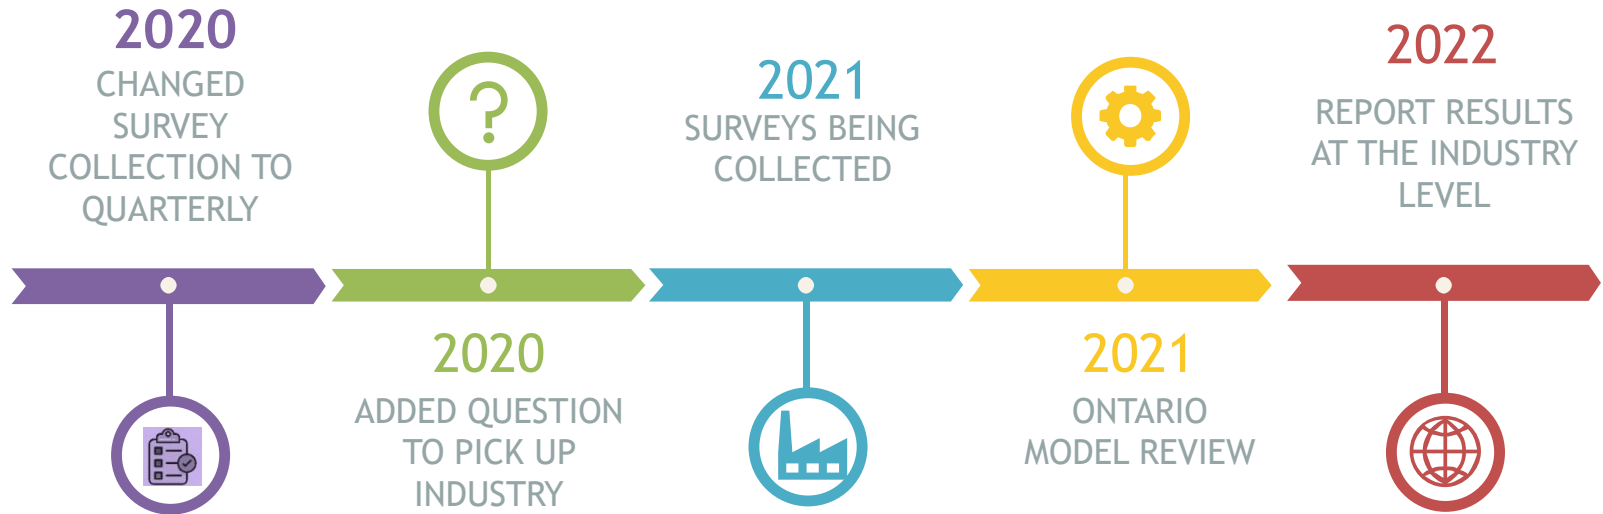 2020
CHANGED
SURVEY
COLLECTION TO
QUARTERLY
2020
ADDED QUESTION
TO PICK UP
INDUSTRY
2021
SURVEYS BEING
COLLECTED
2021
ONTARIO
MODEL REVIEW
2022
REPORT RESULTS
AT THE INDUSTRY
LEVEL